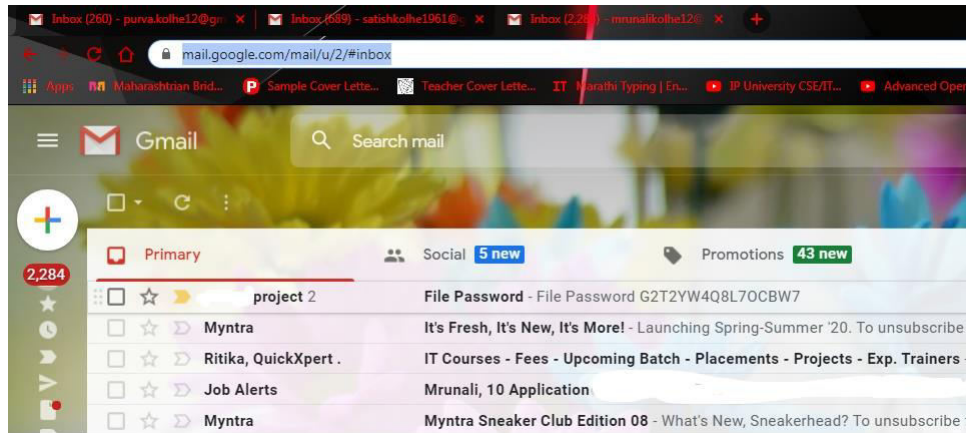 Inbox (260) - purva.kolhe12@gm
Inbox (689) - satishkolhe1961@g
Inbox (2,28 ) - mrunalikolhe12@
mail.google.com/mail/u/2/#inbox
Apps Maharashtrian Brid... Sample Cover Lette... Teacher Cover Lette... Marathi Typing | En... IP University CSE/IT... Advanced Oper
Gmail Search mail
Primary Social 5 new Promotions 43 new
2,284
project 2 File Password - File Password G2T2YW4Q8L7OCBW7
Myntra It's Fresh, It's New, It's More! - Launching Spring-Summer '20. To unsubscribe
Ritika, QuickXpert . IT Courses - Fees - Upcoming Batch - Placements - Projects - Exp. Trainers -
Job Alerts Mrunali, 10 Application
Myntra Myntra Sneaker Club Edition 08 - What's New, Sneakerhead? To unsubscribe